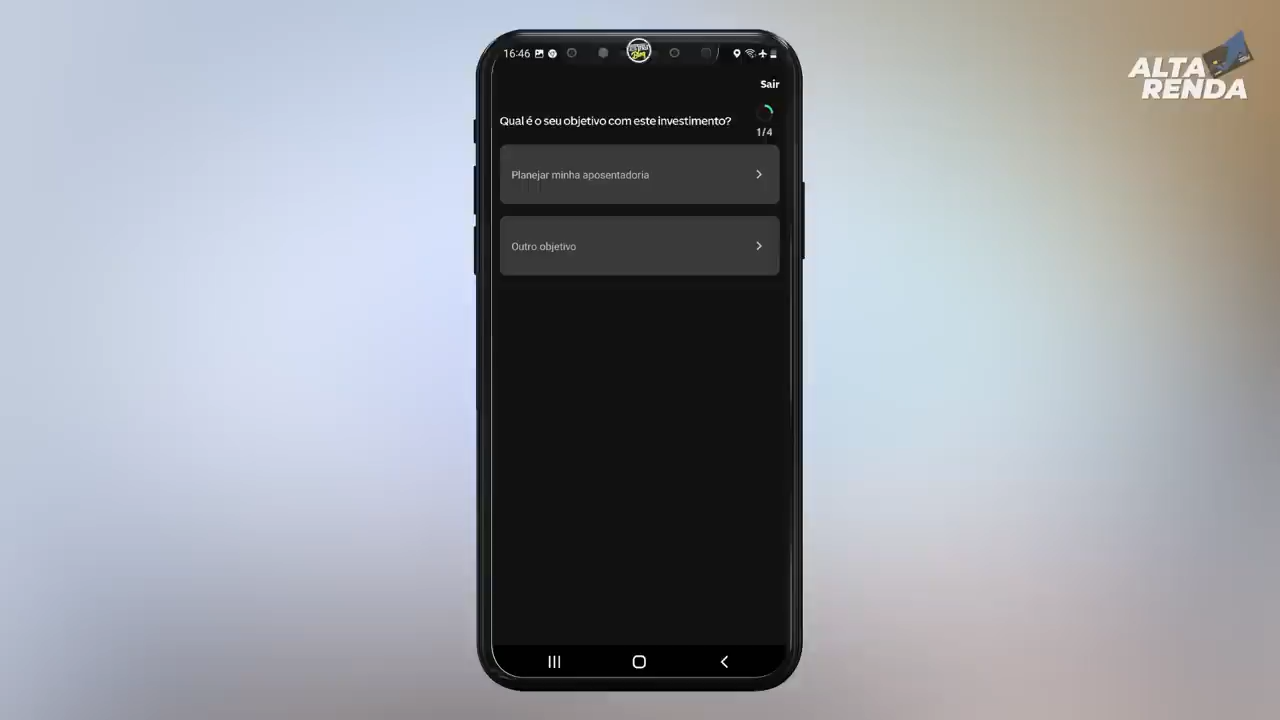 16:46
ALTA
RENDA
Sair
Qual é o seu objetivo com este investimento?
1/4
Planejar minha aposentadoria
Outro objetivo